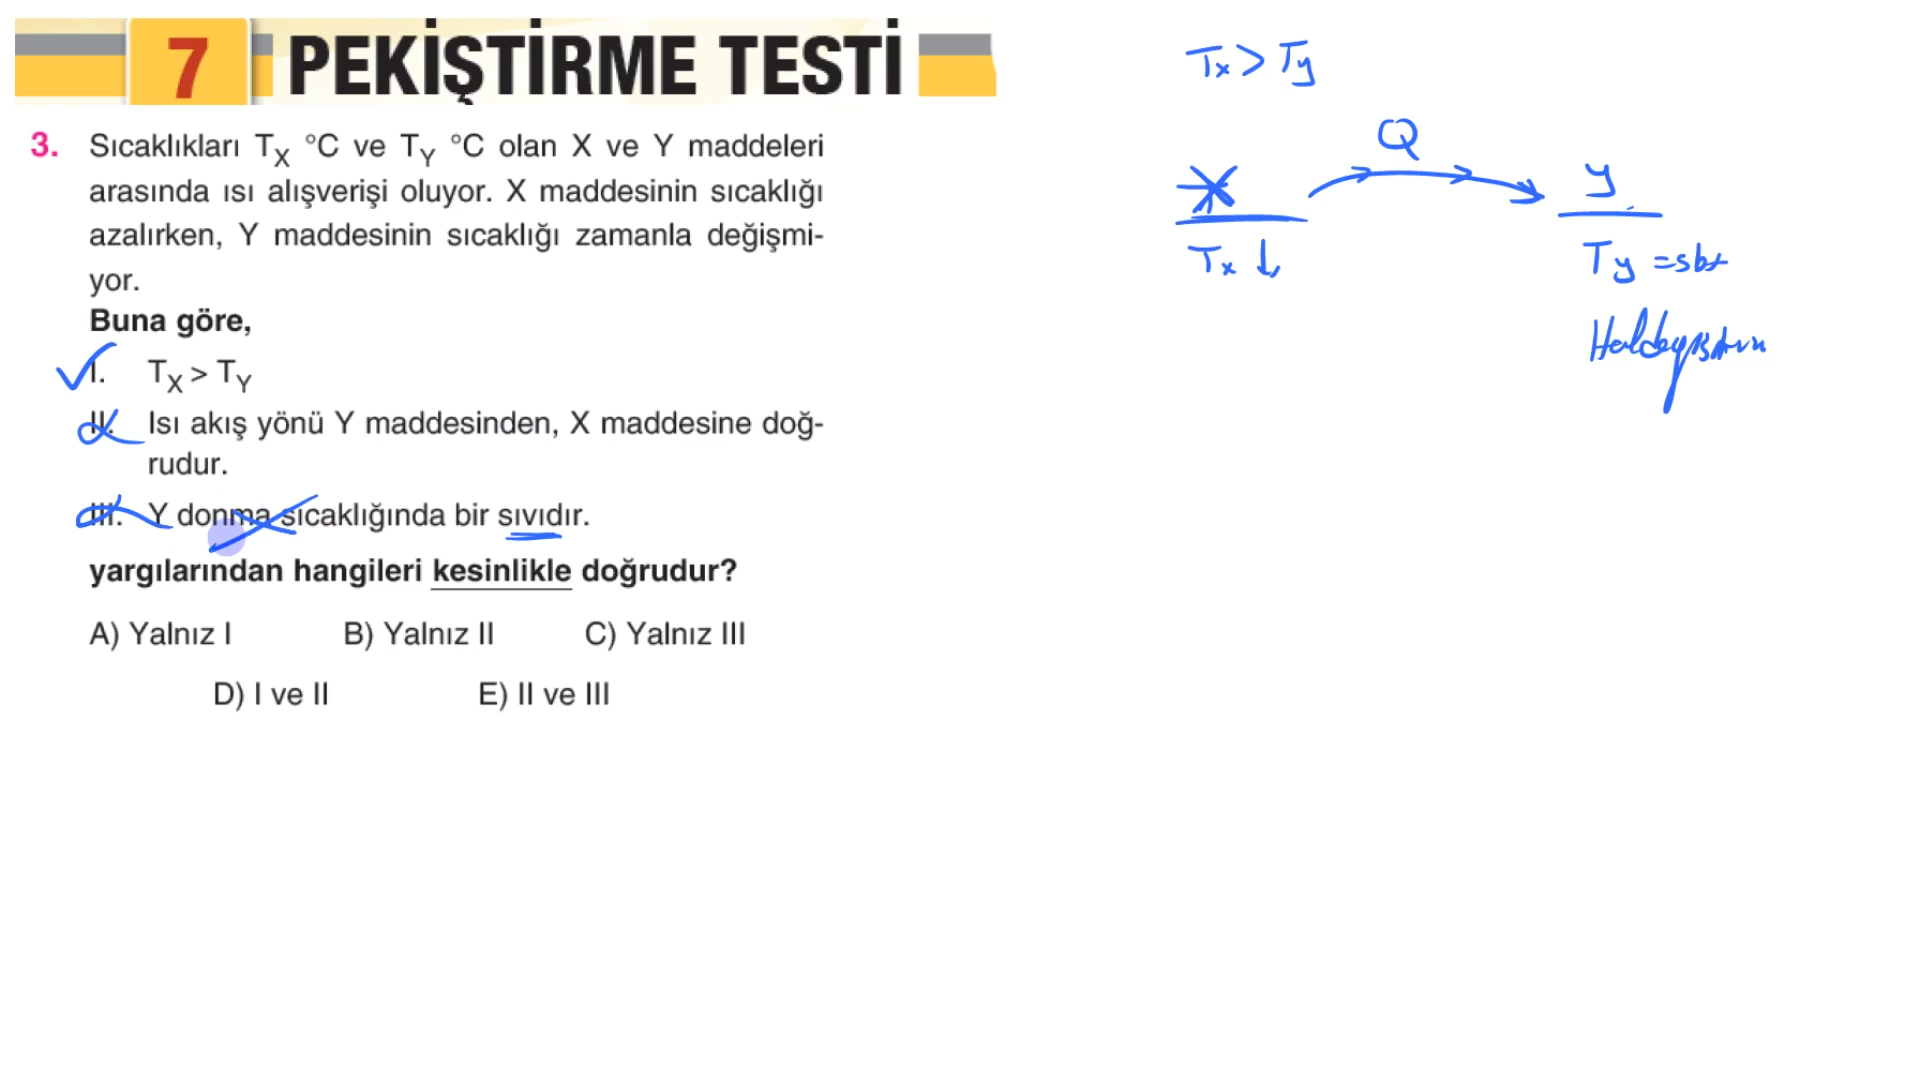 7 PEKİŞTİRME TESTİ
3. Sıcaklıkları TX °C ve TY °C olan X ve Y maddeleri
arasında ısı alışverişi oluyor. X maddesinin sıcaklığı
azalırken, Y maddesinin sıcaklığı zamanla değişmi-
yor.
Buna göre,
I. TX > TY
II. Isı akış yönü Y maddesinden, X maddesine doğ-
rudur.
III. Y donma sıcaklığında bir sıvıdır.
yargılarından hangileri kesinlikle doğrudur?
A) Yalnız I B) Yalnız II C) Yalnız III
D) I ve II E) II ve III
Tx > Ty
Q
X y
Tx ↓ Ty = sbt